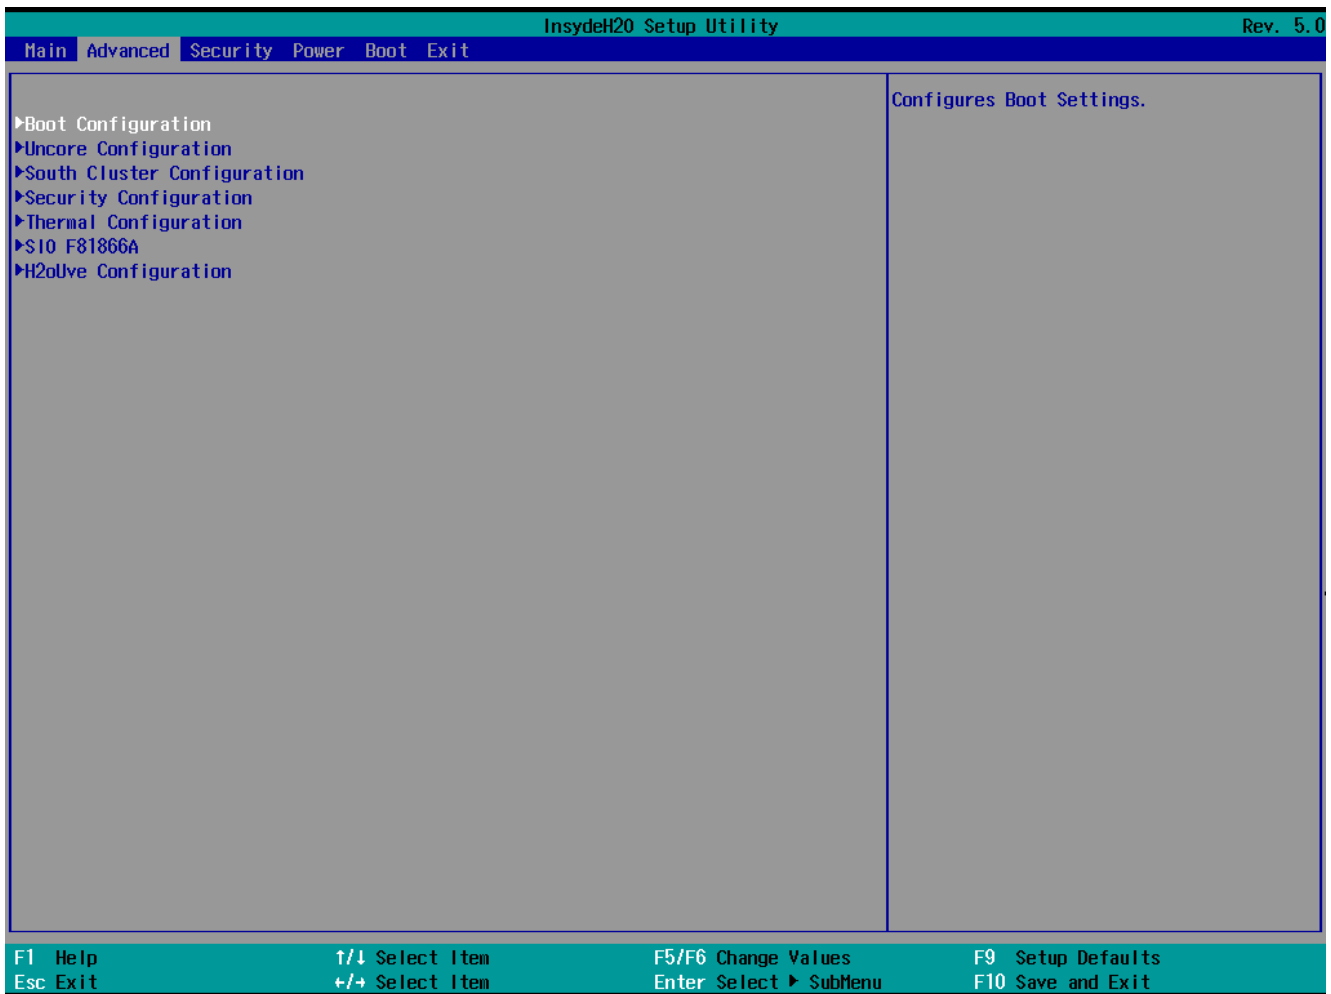 InsydeH20 Setup Utility Rev. 5.0
Main Advanced Security Power Boot Exit
Configures Boot Settings.
▶Boot Configuration
▶Uncore Configuration
▶South Cluster Configuration
▶Security Configuration
▶Thermal Configuration
▶SIO F81866A
▶H2oUve Configuration
F1 Help ↑/↓ Select Item F5/F6 Change Values F9 Setup Defaults
Esc Exit ←/→ Select Item Enter Select ▶ SubMenu F10 Save and Exit